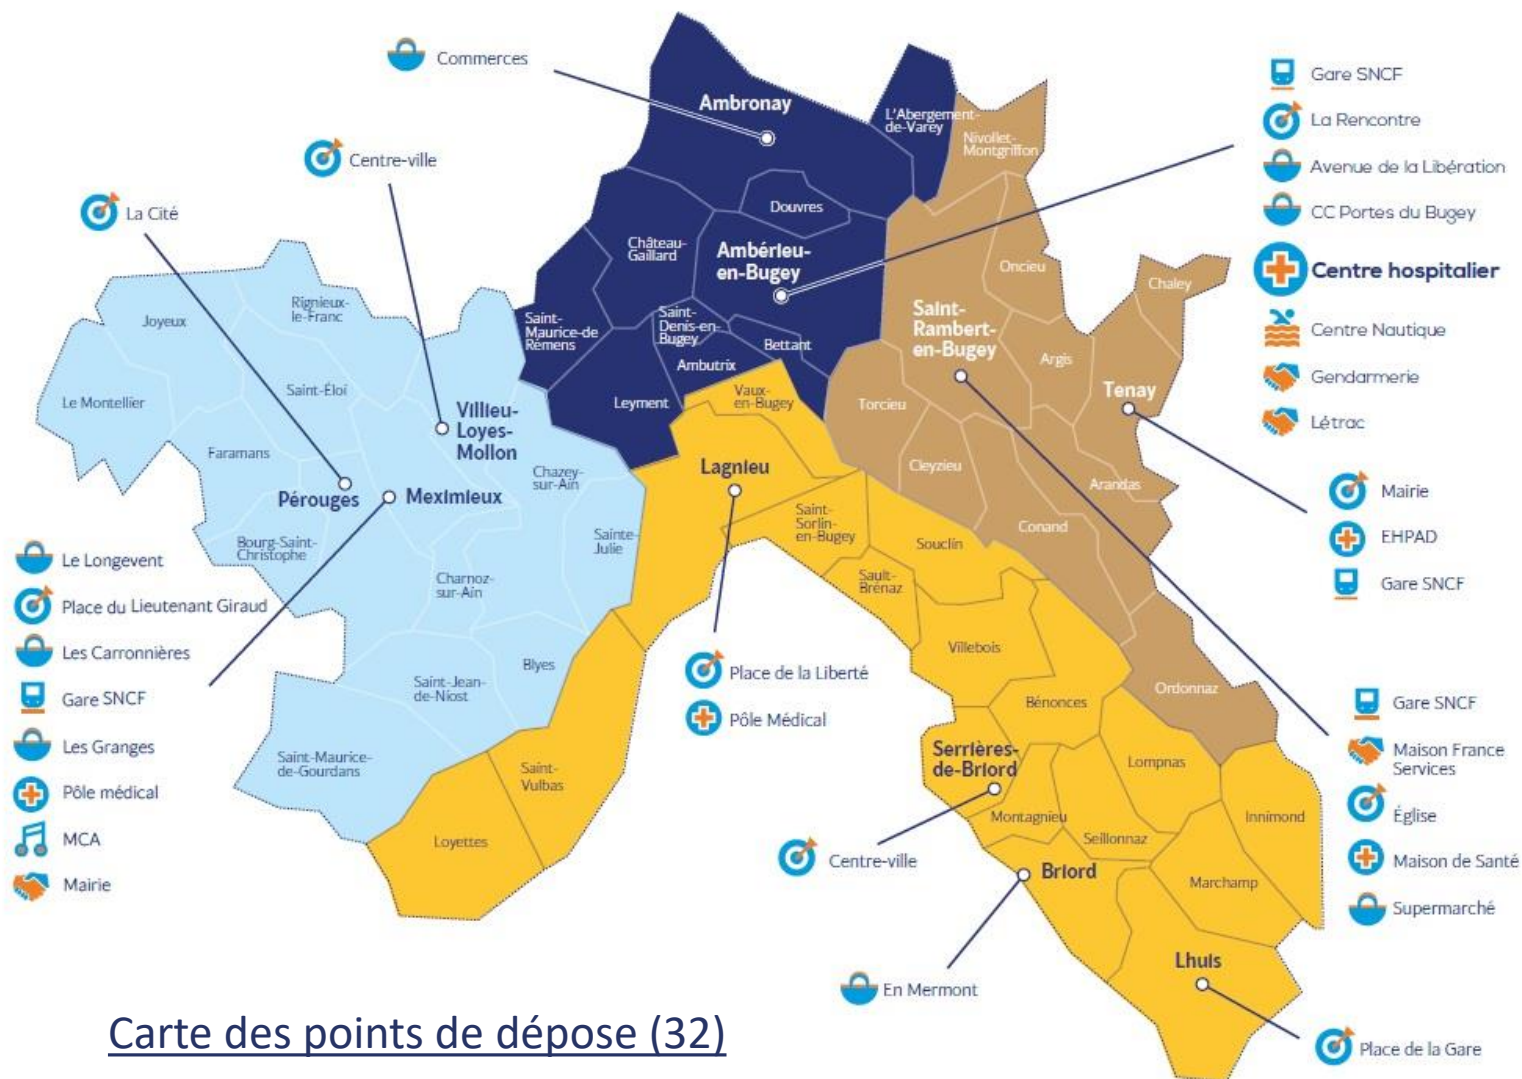 Commerces
Centre-ville
La Cité
Gare SNCF
La Rencontre
Avenue de la Libération
CC Portes du Bugey
Centre hospitalier
Centre Nautique
Gendarmerie
Létrac
Ambronay
L'Abergement-
de-Varey
Nivollet-
Montgriffon
Douvres
Château-
Gaillard
Ambérieu-
en-Bugey
Oncieu
Chaley
Saint-
Maurice-de
Rémens
Saint-
Denis-en-
Bugey
Bettant
Ambutrix
Leyment
Saint-
Rambert-
en-Bugey
Argis
Tenay
Torcieu
Cleyzieu
Arandas
Conand
Ordonnaz
Joyeux
Rignieux-
le-Franc
Le Montellier
Saint-Éloi
Villieu-
Loyes-
Mollon
Faramans
Pérouges
Meximieux
Chazey-
sur-Ain
Bourg-Saint-
Christophe
Sainte-
Julie
Charnoz-
sur-Ain
Blyes
Saint-Jean-
de-Niost
Saint-Maurice-
de-Gourdans
Vaux-
en-Bugey
Lagnieu
Saint-
Sorlin-
en-Bugey
Souclin
Sault-
Brénaz
Villebois
Bénonces
Saint-
Vulbas
Loyettes
Serrières-
de-Briord
Lompnas
Montagnieu
Seillonnaz
Innimond
Briord
Marchamp
Lhuis
Le Longevent
Place du Lieutenant Giraud
Les Carronnières
Gare SNCF
Les Granges
Pôle médical
MCA
Mairie
Place de la Liberté
Pôle Médical
Mairie
EHPAD
Gare SNCF
Gare SNCF
Maison France
Services
Église
Maison de Santé
Supermarché
Centre-ville
En Mermont
Place de la Gare
Carte des points de dépose (32)